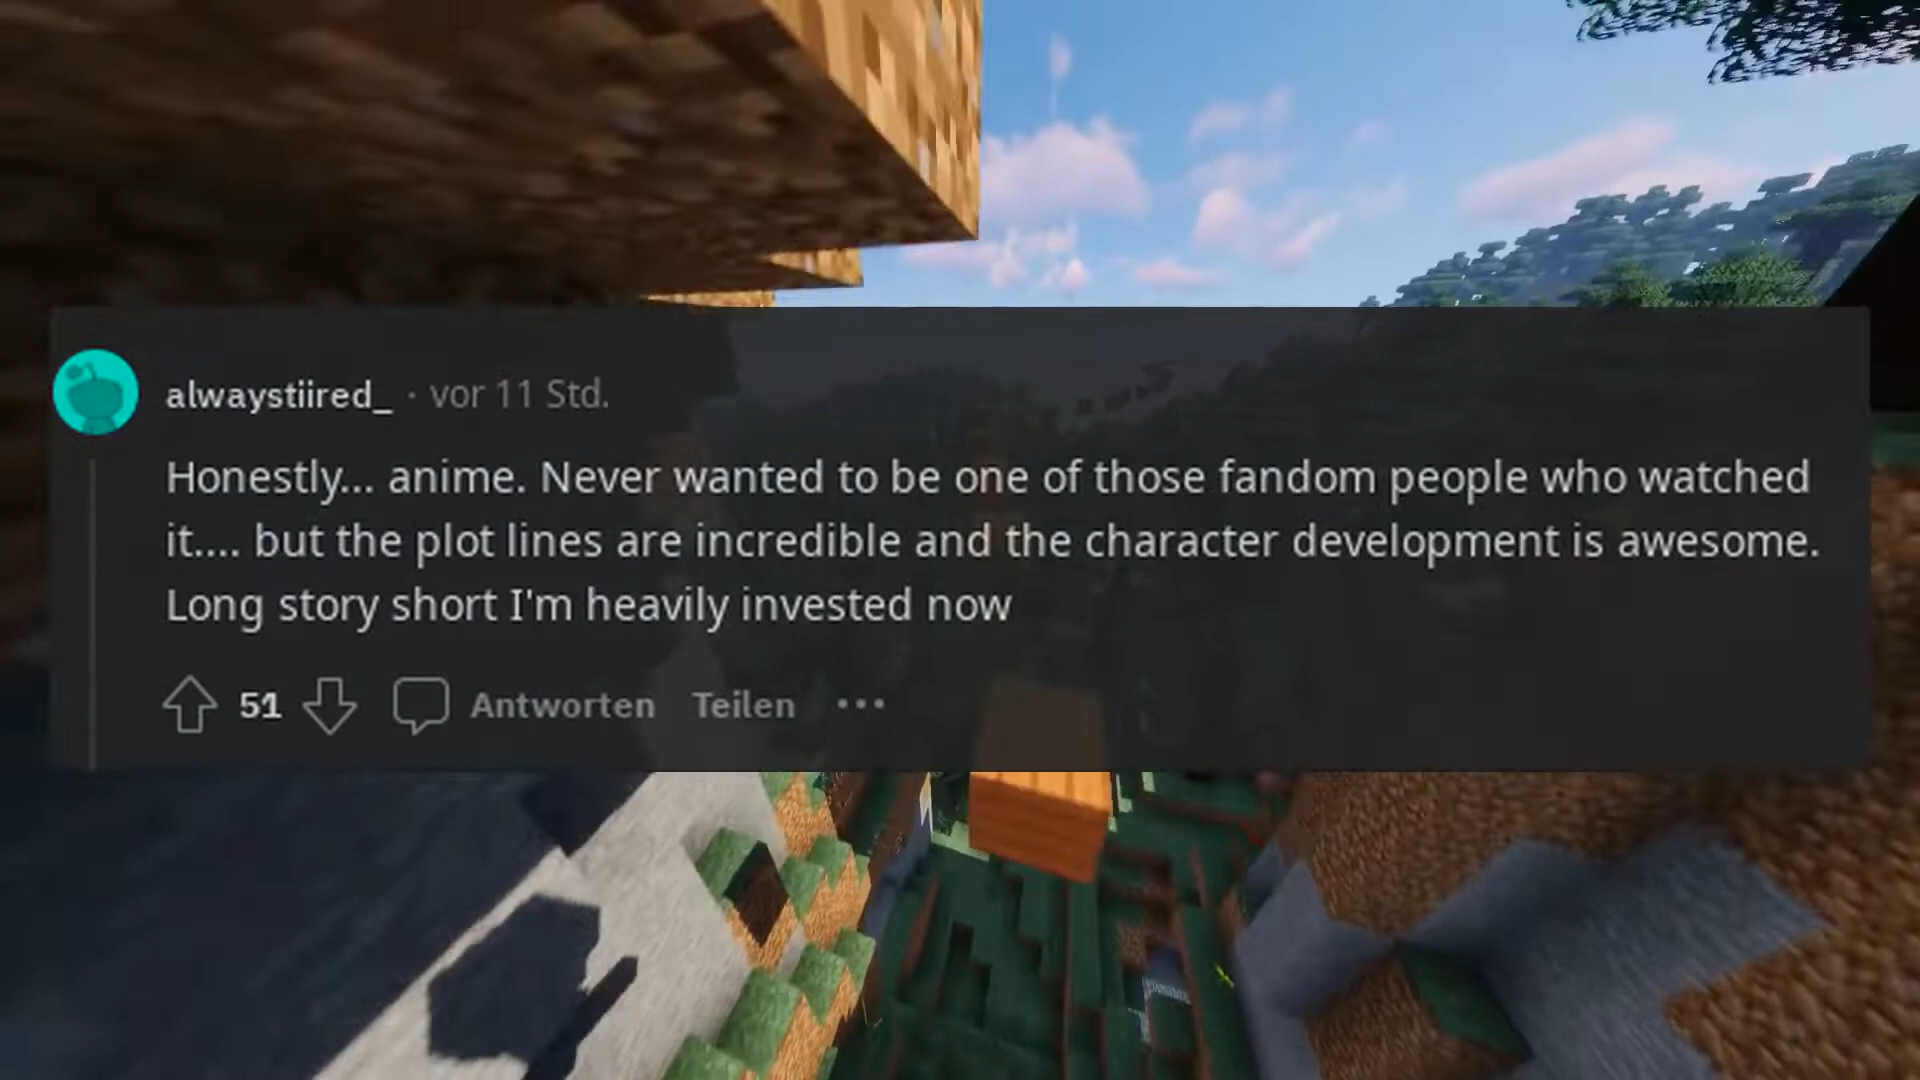 alwaystiired_ · vor 11 Std.
Honestly... anime. Never wanted to be one of those fandom people who watched
it.... but the plot lines are incredible and the character development is awesome.
Long story short I'm heavily invested now
51 Antworten Teilen ···